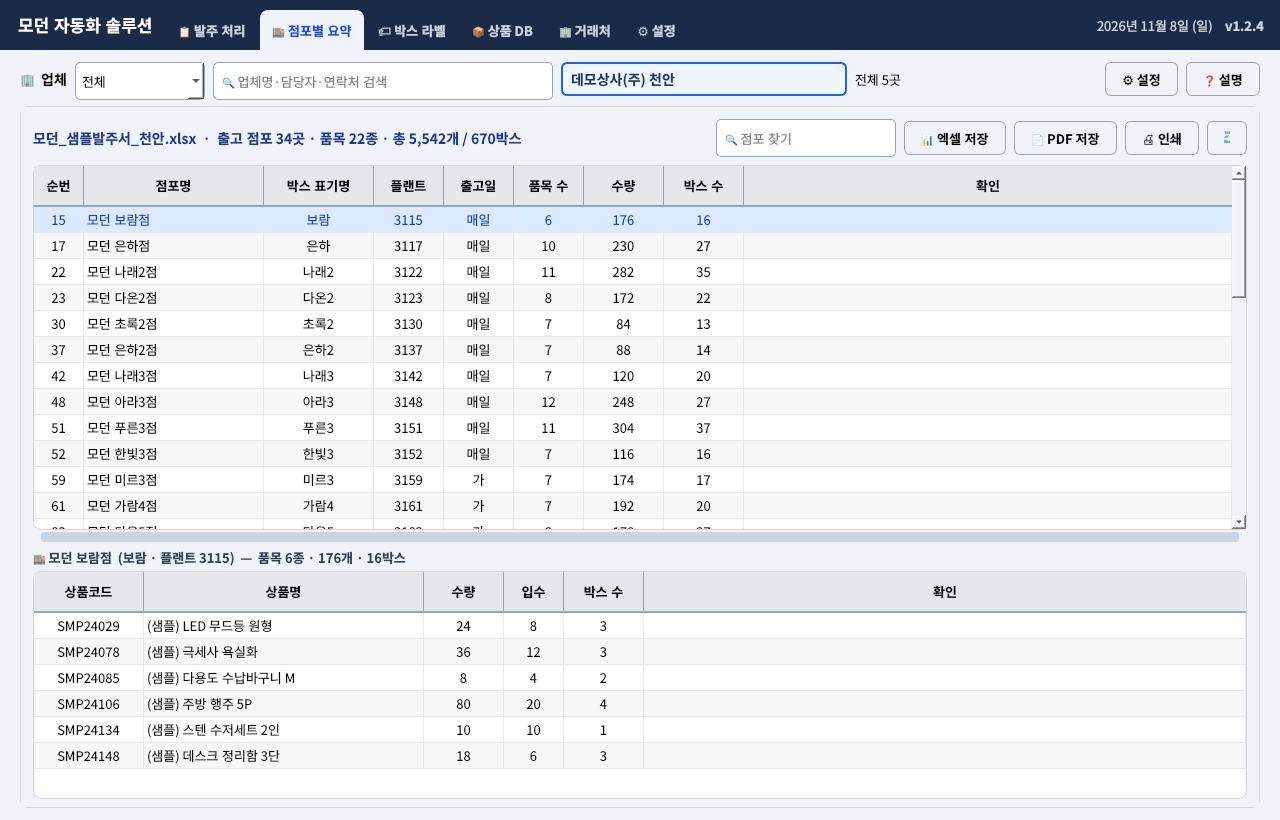 모던 자동화 솔루션
📋 발주 처리
🏬 점포별 요약
🏷 박스 라벨
📦 상품 DB
🏢 거래처
⚙ 설정
2026년 11월 8일 (일) v1.2.4
🏢 업체 전체
🔍 업체명·담당자·연락처 검색
데모상사(주) 천안
전체 5곳
⚙ 설정
❓ 설명
모던_샘플발주서_천안.xlsx · 출고 점포 34곳 · 품목 22종 · 총 5,542개 / 670박스
🔍 점포 찾기
📊 엑셀 저장
📄 PDF 저장
🖨 인쇄
순번 점포명 박스 표기명 플랜트 출고일 품목 수 수량 박스 수 확인
15 모던 보람점 보람 3115 매일 6 176 16
17 모던 은하점 은하 3117 매일 10 230 27
22 모던 나래2점 나래2 3122 매일 11 282 35
23 모던 다온2점 다온2 3123 매일 8 172 22
30 모던 초록2점 초록2 3130 매일 7 84 13
37 모던 은하2점 은하2 3137 매일 7 88 14
42 모던 나래3점 나래3 3142 매일 7 120 20
48 모던 아라3점 아라3 3148 매일 12 248 27
51 모던 푸른3점 푸른3 3151 매일 11 304 37
52 모던 한빛3점 한빛3 3152 매일 7 116 16
59 모던 미르3점 미르3 3159 가 7 174 17
61 모던 가람4점 가람4 3161 가 7 192 20
🏬 모던 보람점 (보람 · 플랜트 3115) — 품목 6종 · 176개 · 16박스
상품코드 상품명 수량 입수 박스 수 확인
SMP24029 (샘플) LED 무드등 원형 24 8 3
SMP24078 (샘플) 극세사 욕실화 36 12 3
SMP24085 (샘플) 다용도 수납바구니 M 8 4 2
SMP24106 (샘플) 주방 행주 5P 80 20 4
SMP24134 (샘플) 스텐 수저세트 2인 10 10 1
SMP24148 (샘플) 데스크 정리함 3단 18 6 3